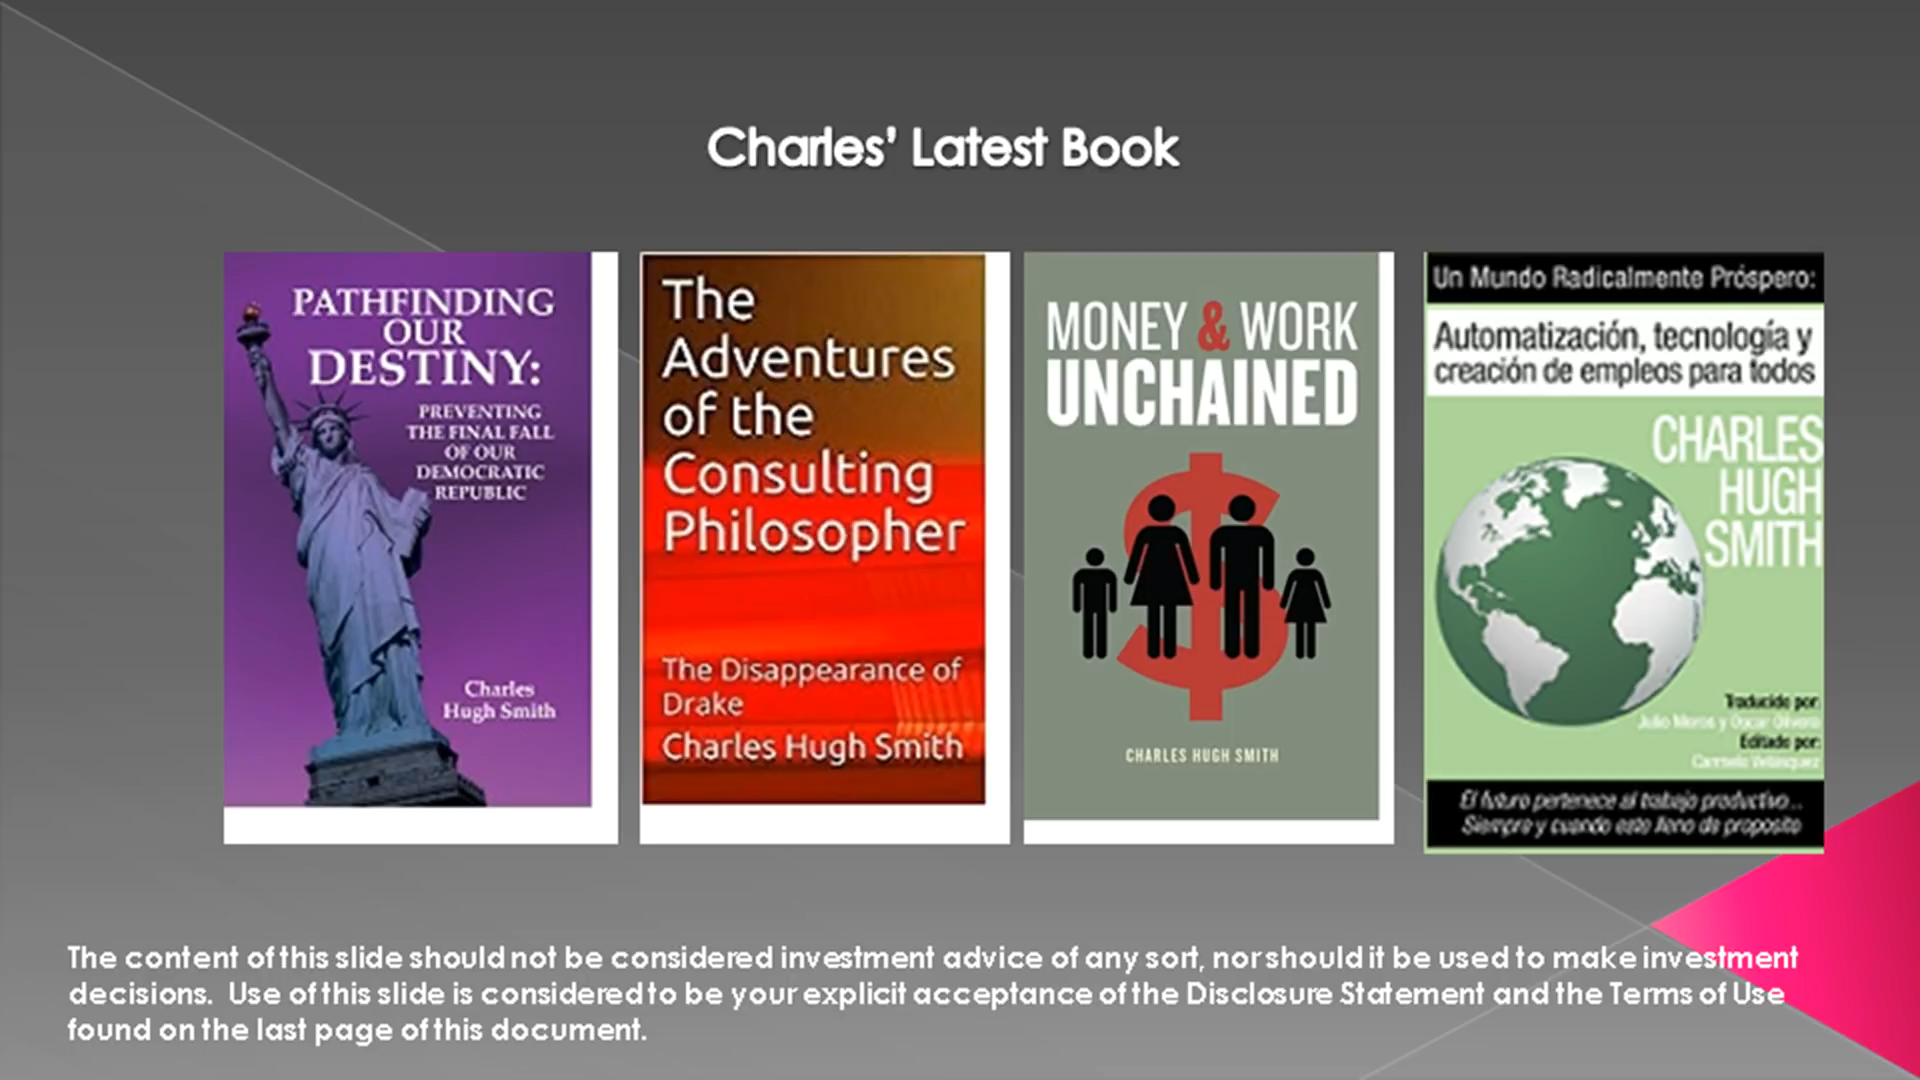 Charles’ Latest Book
PATHFINDING
OUR
DESTINY:
PREVENTING
THE FINAL FALL
OF OUR
DEMOCRATIC
REPUBLIC
Charles
Hugh Smith
The
Adventures
of the
Consulting
Philosopher
The Disappearance of
Drake
Charles Hugh Smith
MONEY & WORK
UNCHAINED
CHARLES HUGH SMITH
Un Mundo Radicalmente Próspero:
Automatización, tecnología y
creación de empleos para todos
CHARLES
HUGH
SMITH
Traducido por:
Editado por:
El futuro pertenece al trabajo productivo...
Siempre y cuando este lleno de proposito
The content of this slide should not be considered investment advice of any sort, nor should it be used to make investment
decisions. Use of this slide is considered to be your explicit acceptance of the Disclosure Statement and the Terms of Use
found on the last page of this document.